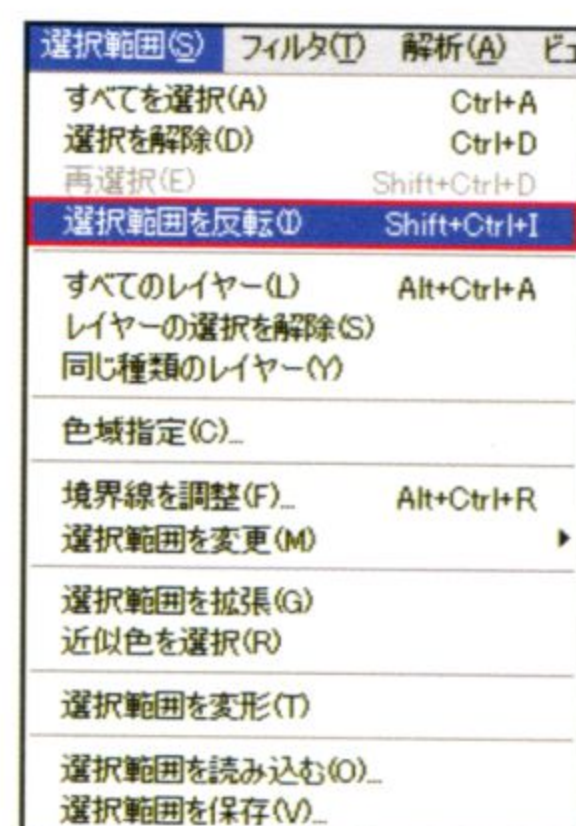 選択範囲(S) フィルタ(T) 解析(A) ビュ
すべてを選択(A) Ctrl+A
選択を解除(D) Ctrl+D
再選択(E) Shift+Ctrl+D
選択範囲を反転(I) Shift+Ctrl+I
すべてのレイヤー(L) Alt+Ctrl+A
レイヤーの選択を解除(S)
同じ種類のレイヤー(Y)
色域指定(C)...
境界線を調整(F)... Alt+Ctrl+R
選択範囲を変更(M)
選択範囲を拡張(G)
近似色を選択(R)
選択範囲を変形(T)
選択範囲を読み込む(O)...
選択範囲を保存(V)...